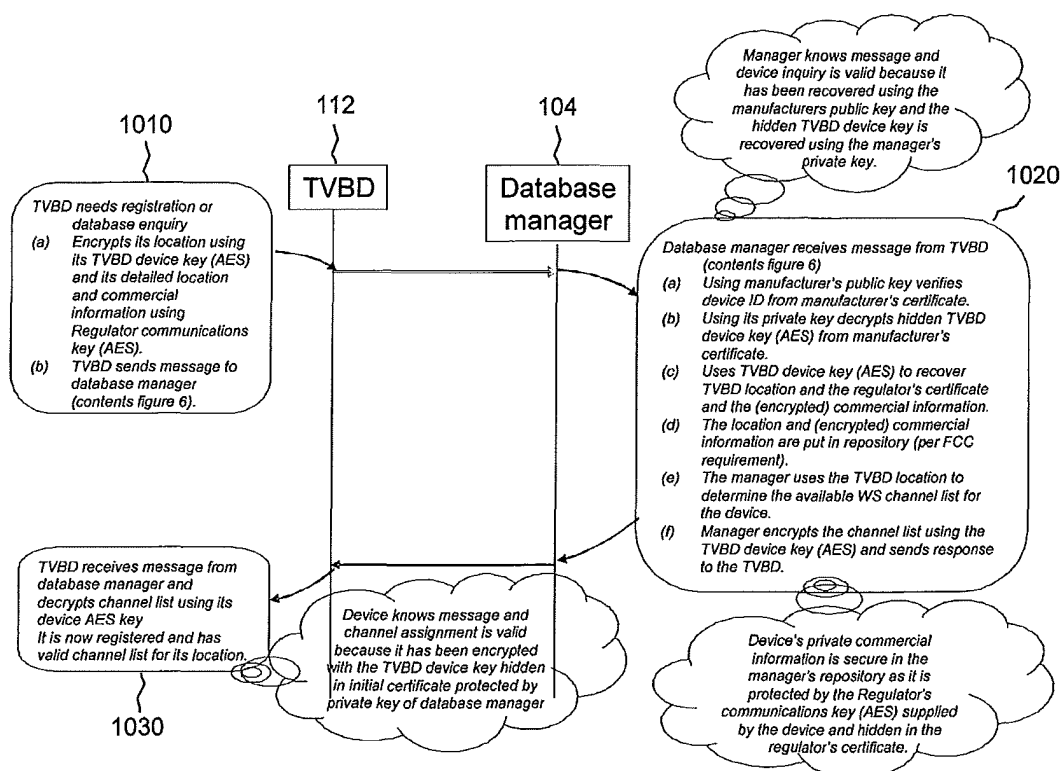 Manager knows message and
device inquiry is valid because it
has been recovered using the
manufacturers public key and the
hidden TVBD device key is
recovered using the manager's
private key.
112
104
1010
TVBD
Database
manager
1020
TVBD needs registration or
database enquiry
(a) Encrypts its location using
its TVBD device key (AES)
and its detailed location
and commercial
information using
Regulator communications
key (AES).
(b) TVBD sends message to
database manager
(contents figure 6).
Database manager receives message from TVBD
(contents figure 6)
(a) Using manufacturer's public key verifies
device ID from manufacturer's certificate.
(b) Using its private key decrypts hidden TVBD
device key (AES) from manufacturer's
certificate.
(c) Uses TVBD device key (AES) to recover
TVBD location and the regulator's certificate
and the (encrypted) commercial information.
(d) The location and (encrypted) commercial
information are put in repository (per FCC
requirement).
(e) The manager uses the TVBD location to
determine the available WS channel list for
the device.
(f) Manager encrypts the channel list using the
TVBD device key (AES) and sends response
to the TVBD.
TVBD receives message from
database manager and
decrypts channel list using its
device AES key
It is now registered and has
valid channel list for its location.
1030
Device knows message and
channel assignment is valid
because it has been encrypted
with the TVBD device key hidden
in initial certificate protected by
private key of database manager
Device's private commercial
information is secure in the
manager's repository as it is
protected by the Regulator's
communications key (AES) supplied
by the device and hidden in the
regulator's certificate.